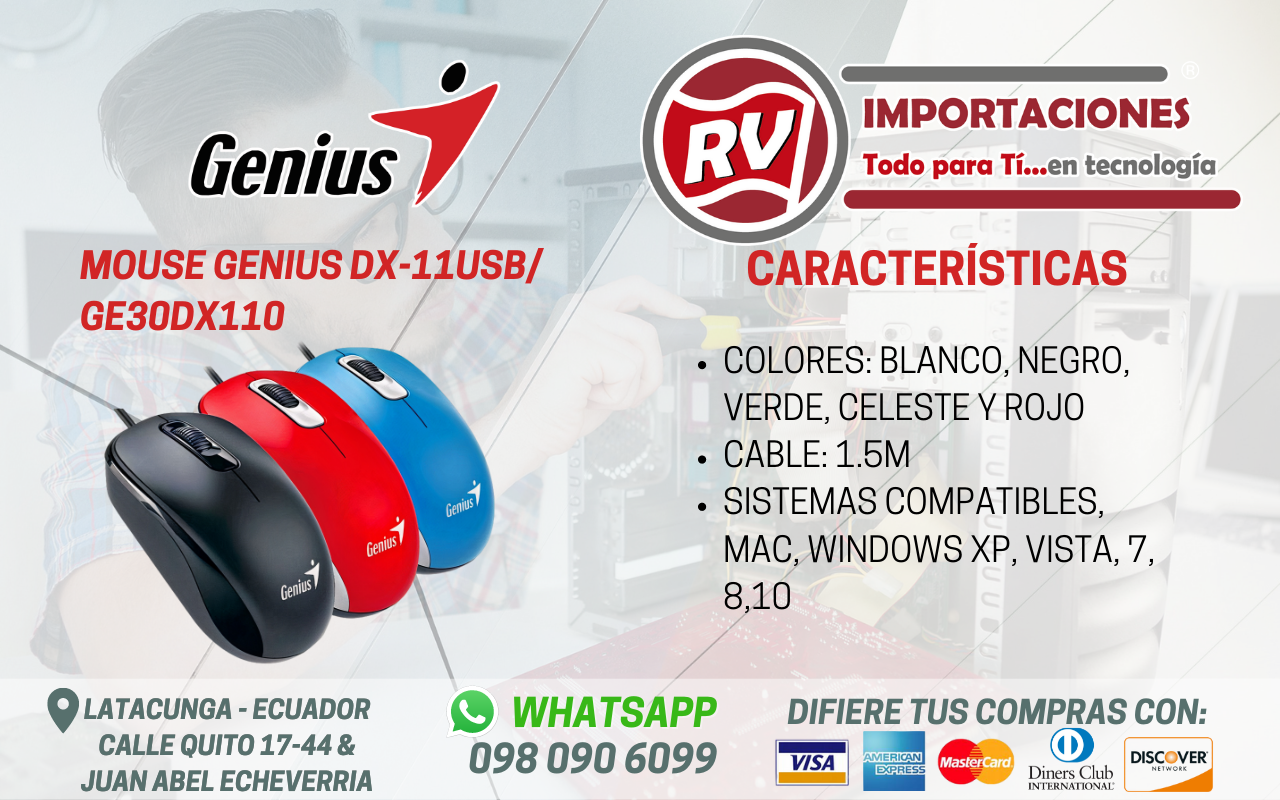 Genius
RV
IMPORTACIONES
®
Todo para Tí...en tecnología
MOUSE GENIUS DX-11USB/
GE30DX110
Genius
Genius
Genius
CARACTERÍSTICAS
• COLORES: BLANCO, NEGRO,
VERDE, CELESTE Y ROJO
• CABLE: 1.5M
• SISTEMAS COMPATIBLES,
MAC, WINDOWS XP, VISTA, 7,
8,10
LATACUNGA - ECUADOR
CALLE QUITO 17-44 &
JUAN ABEL ECHEVERRIA
WHATSAPP
098 090 6099
DIFIERE TUS COMPRAS CON:
VISA
AMERICAN
EXPRESS
MasterCard
Diners Club
INTERNATIONAL
DISCOVER
NETWORK